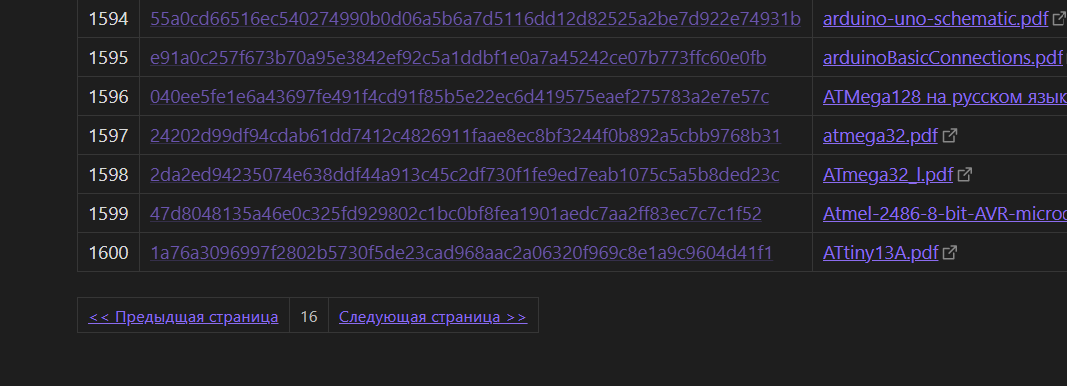 1594 55a0cd66516ec540274990b0d06a5b6a7d5116dd12d82525a2be7d922e74931b arduino-uno-schematic.pdf
1595 e91a0c257f673b70a95e3842ef92c5a1ddbf1e0a7a45242ce07b773ffc60e0fb arduinoBasicConnections.pdf
1596 040ee5fe1e6a43697fe491f4cd91f85b5e22ec6d419575eaef275783a2e7e57c ATMega128 на русском язык
1597 24202d99df94cdab61dd7412c4826911faae8ec8bf3244f0b892a5cbb9768b31 atmega32.pdf
1598 2da2ed94235074e638ddf44a913c45c2df730f1fe9ed7eab1075c5a5b8ded23c ATmega32_l.pdf
1599 47d8048135a46e0c325fd929802c1bc0bf8fea1901aedc7aa2ff83ec7c7c1f52 Atmel-2486-8-bit-AVR-microc
1600 1a76a3096997f2802b5730f5de23cad968aac2a06320f969c8e1a9c9604d41f1 ATtiny13A.pdf
<< Предыдщая страница 16 Следующая страница >>